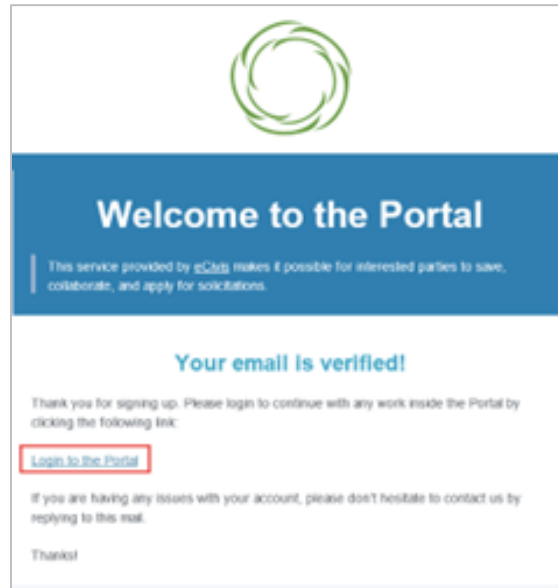 Welcome to the Portal
This service provided by eCivis makes it possible for interested parties to save,
collaborate, and apply for solicitations.
Your email is verified!
Thank you for signing up. Please login to continue with any work inside the Portal by
clicking the following link:
Login to the Portal
If you are having any issues with your account, please don't hesitate to contact us by
replying to this mail.
Thanks!